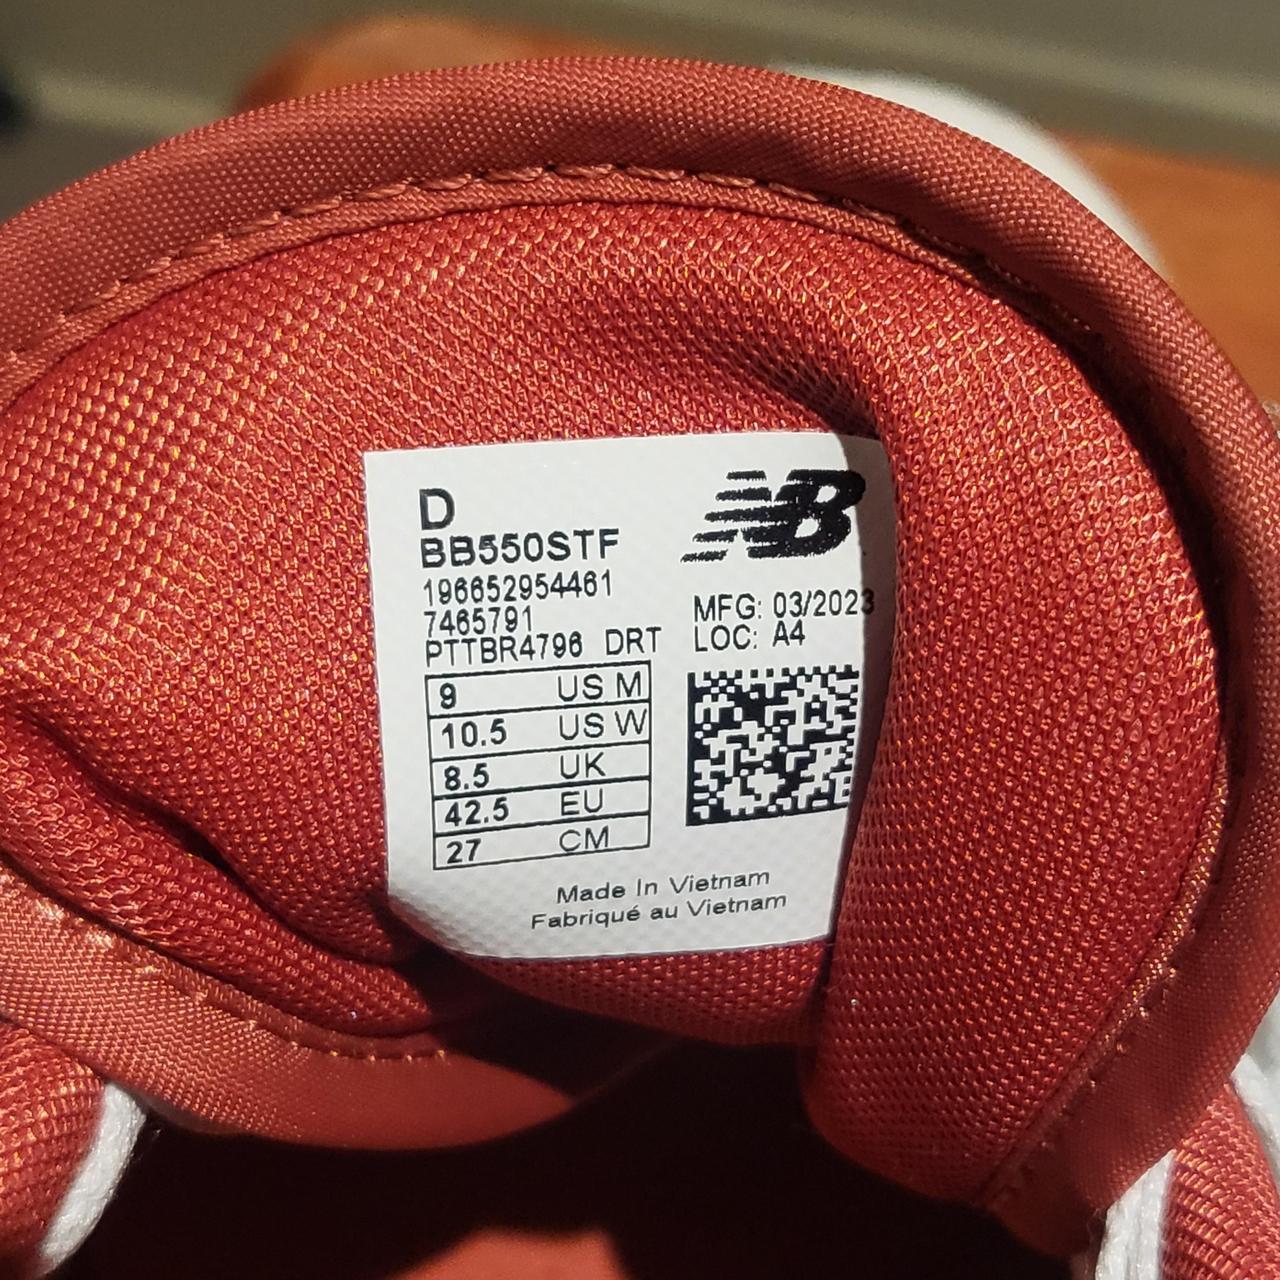 D
BB550STF
196652954461
7465791
PTTBR4796 DRT
9 US M
10.5 US W
8.5 UK
42.5 EU
27 CM
NB
MFG: 03/2023
LOC: A4
Made In Vietnam
Fabriqué au Vietnam